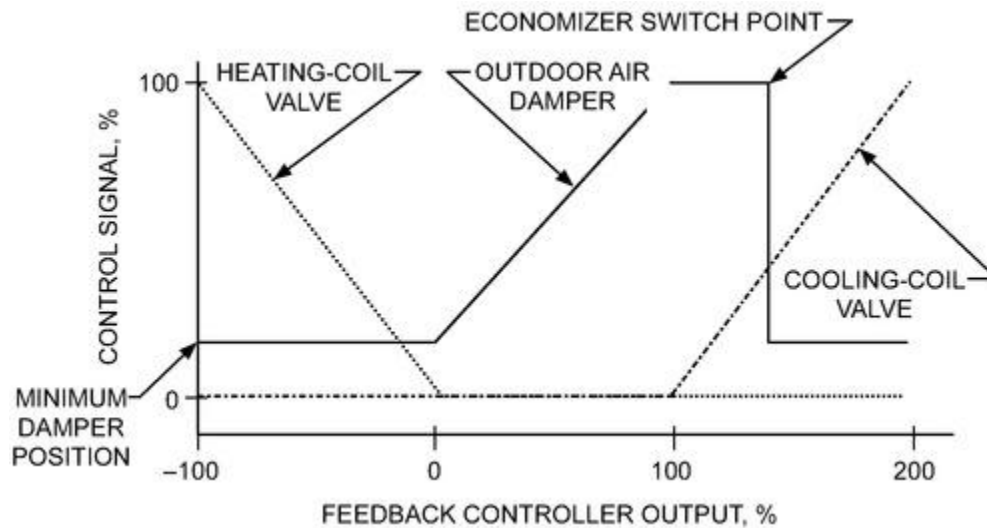 ECONOMIZER SWITCH POINT
HEATING-COIL
VALVE
OUTDOOR AIR
DAMPER
100
CONTROL SIGNAL, %
COOLING-COIL
VALVE
0
MINIMUM
DAMPER
POSITION
–100
0
100
200
FEEDBACK CONTROLLER OUTPUT, %